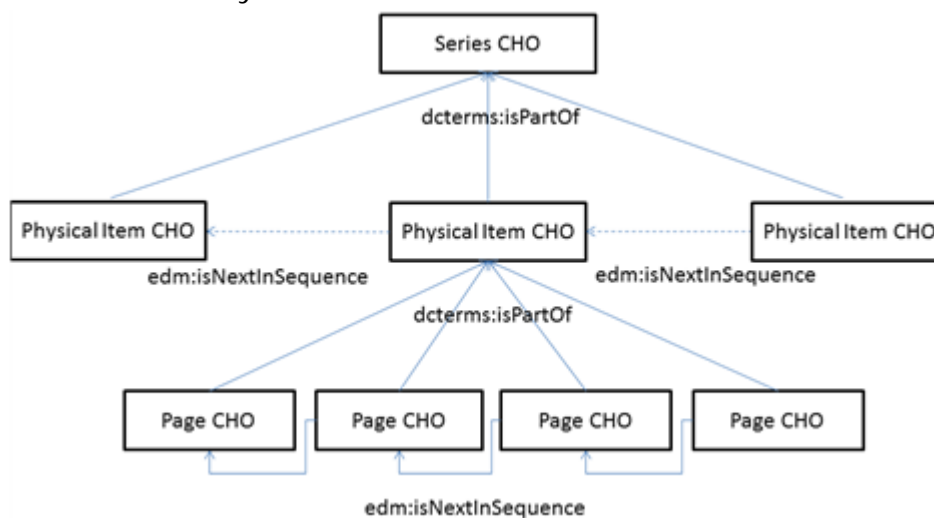 Series CHO
dcterms:isPartOf
Physical Item CHO
Physical Item CHO
Physical Item CHO
edm:isNextInSequence
edm:isNextInSequence
dcterms:isPartOf
Page CHO
Page CHO
Page CHO
Page CHO
edm:isNextInSequence